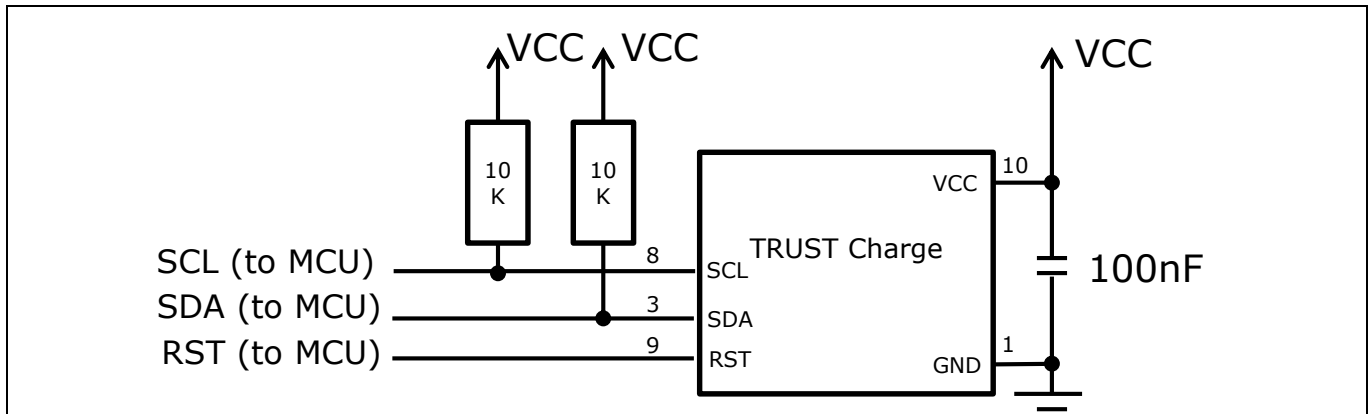 VCC VCC
VCC
10
K
10
K
10
VCC
TRUST Charge
SCL (to MCU)
8
SCL
100nF
SDA (to MCU)
3
SDA
RST (to MCU)
9
RST
1
GND